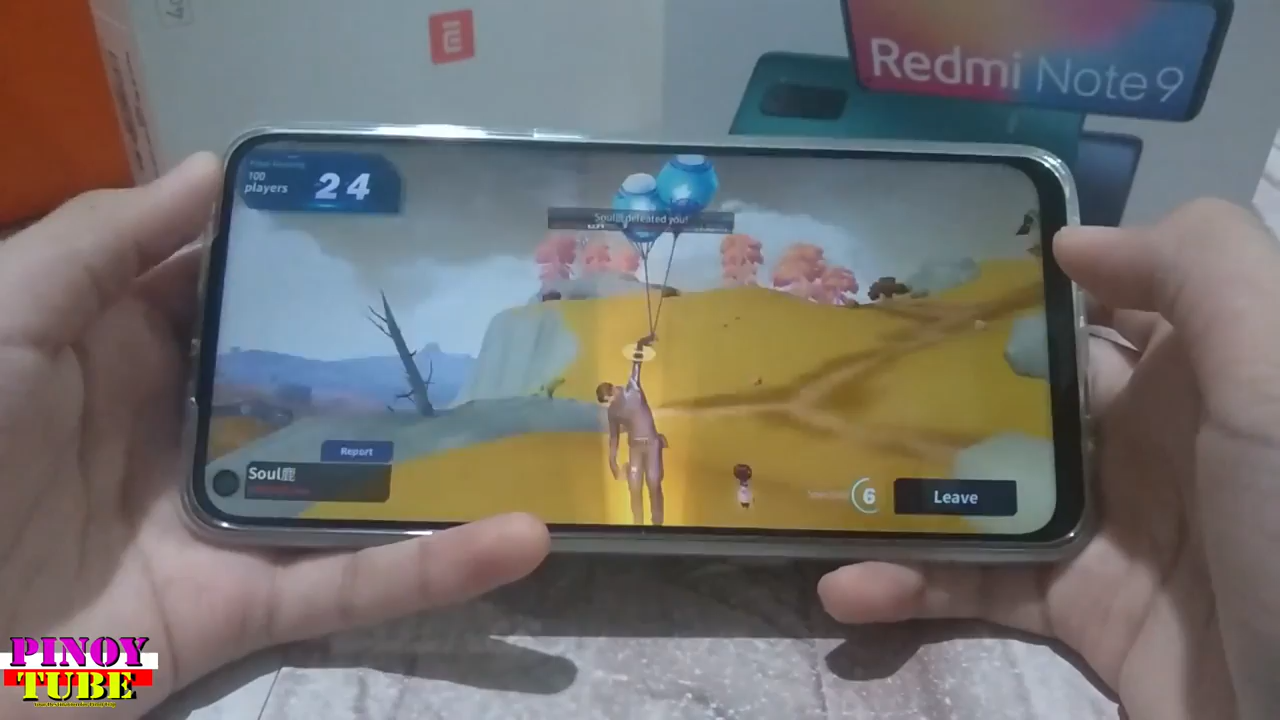 Redmi Note 9
100
players
24
Soul鹿 defeated you!
Report
Soul鹿
6
Leave
PINOY
TUBE